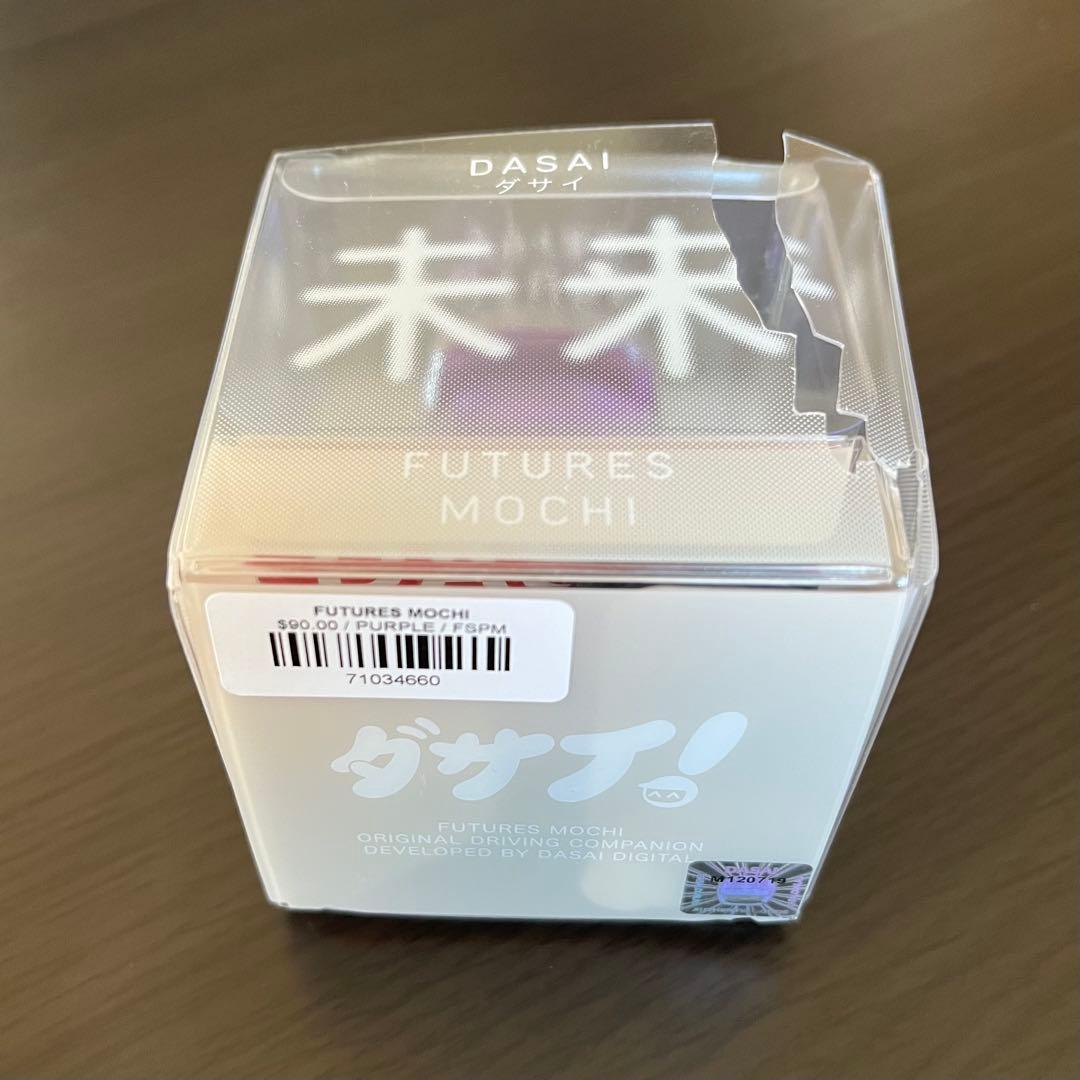 DASAI
ダサイ
未来
FUTURES
MOCHI
FUTURES MOCHI
$90.00 / PURPLE / FSPM
71034660
ダサイ!
FUTURES MOCHI
ORIGINAL DRIVING COMPANION
DEVELOPED BY DASAI DIGITAL
DASAI
M120719